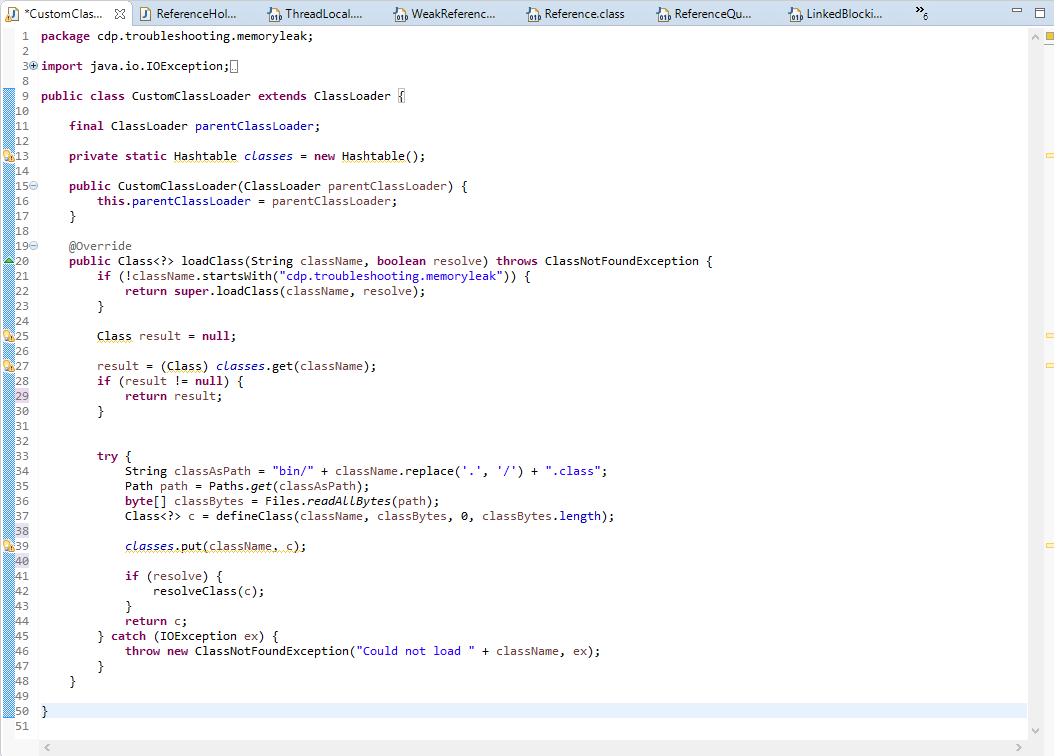 *CustomClas... ReferenceHol... ThreadLocal.... WeakReferenc... Reference.class ReferenceQu... LinkedBlocki... »6
1 package cdp.troubleshooting.memoryleak;
2
3 import java.io.IOException;
8
9 public class CustomClassLoader extends ClassLoader {
10
11 final ClassLoader parentClassLoader;
12
13 private static Hashtable classes = new Hashtable();
14
15 public CustomClassLoader(ClassLoader parentClassLoader) {
16 this.parentClassLoader = parentClassLoader;
17 }
18
19 @Override
20 public Class<?> loadClass(String className, boolean resolve) throws ClassNotFoundException {
21 if (!className.startsWith("cdp.troubleshooting.memoryleak")) {
22 return super.loadClass(className, resolve);
23 }
24
25 Class result = null;
26
27 result = (Class) classes.get(className);
28 if (result != null) {
29 return result;
30 }
31
32
33 try {
34 String classAsPath = "bin/" + className.replace('.', '/') + ".class";
35 Path path = Paths.get(classAsPath);
36 byte[] classBytes = Files.readAllBytes(path);
37 Class<?> c = defineClass(className, classBytes, 0, classBytes.length);
38
39 classes.put(className, c);
40
41 if (resolve) {
42 resolveClass(c);
43 }
44 return c;
45 } catch (IOException ex) {
46 throw new ClassNotFoundException("Could not load " + className, ex);
47 }
48 }
49
50 }
51